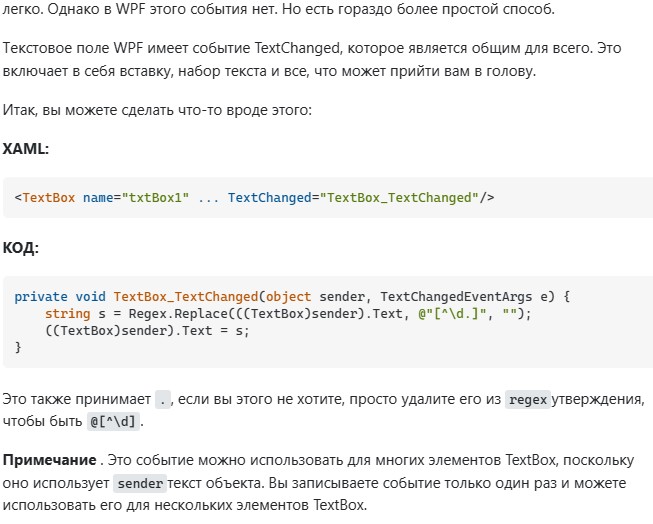 легко. Однако в WPF этого события нет. Но есть гораздо более простой способ.
Текстовое поле WPF имеет событие TextChanged, которое является общим для всего. Это
включает в себя вставку, набор текста и все, что может прийти вам в голову.
Итак, вы можете сделать что-то вроде этого:
XAML:
<TextBox name="txtBox1" ... TextChanged="TextBox_TextChanged"/>
КОД:
private void TextBox_TextChanged(object sender, TextChangedEventArgs e) {
    string s = Regex.Replace(((TextBox)sender).Text, @"[^\d.]", "");
    ((TextBox)sender).Text = s;
}
Это также принимает . , если вы этого не хотите, просто удалите его из regex утверждения,
чтобы быть @[^\d] .
Примечание . Это событие можно использовать для многих элементов TextBox, поскольку
оно использует sender текст объекта. Вы записываете событие только один раз и можете
использовать его для нескольких элементов TextBox.